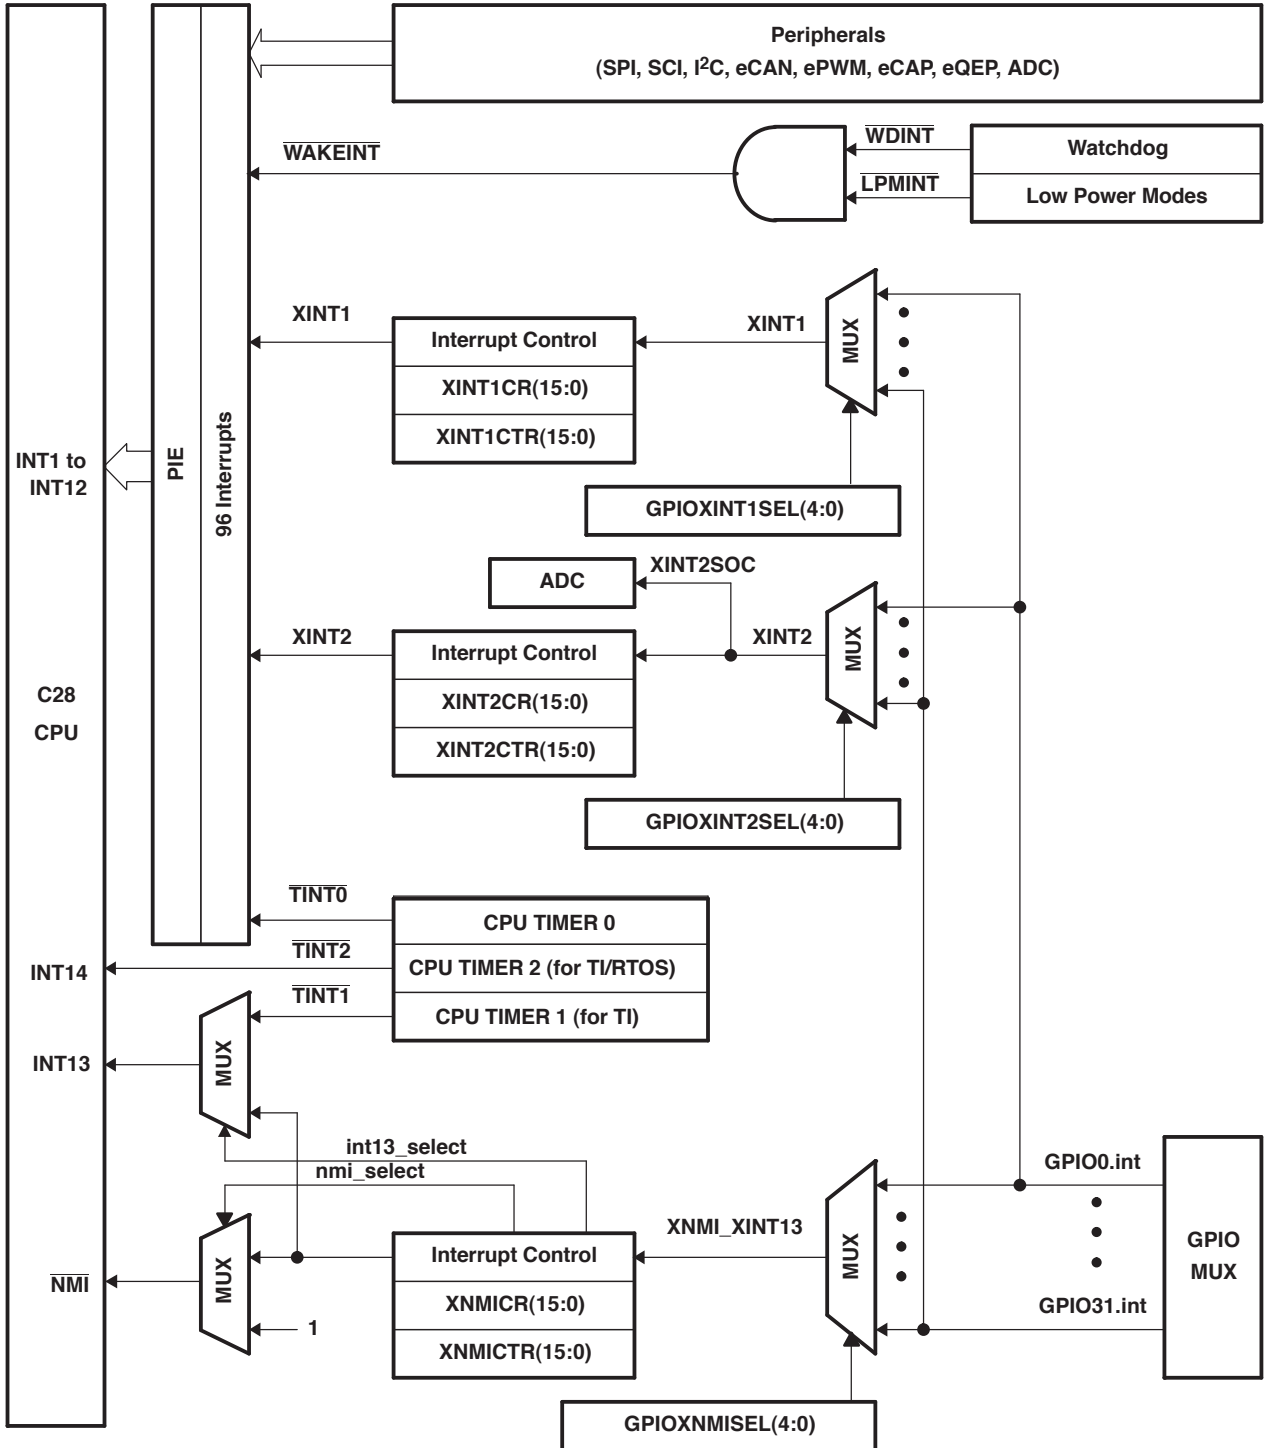 Peripherals
(SPI, SCI, I²C, eCAN, ePWM, eCAP, eQEP, ADC)
WAKEINT
WDINT
Watchdog
LPMINT
Low Power Modes
XINT1
Interrupt Control
XINT1
MUX
XINT1CR(15:0)
XINT1CTR(15:0)
INT1 to
INT12
PIE
96 Interrupts
GPIOXINT1SEL(4:0)
ADC
XINT2SOC
XINT2
Interrupt Control
XINT2
MUX
XINT2CR(15:0)
XINT2CTR(15:0)
C28
CPU
GPIOXINT2SEL(4:0)
TINT0
CPU TIMER 0
INT14
TINT2
CPU TIMER 2 (for TI/RTOS)
TINT1
CPU TIMER 1 (for TI)
INT13
MUX
int13_select
nmi_select
GPIO0.int
XNMI_XINT13
MUX
Interrupt Control
NMI
MUX
XNMICR(15:0)
1
XNMICTR(15:0)
GPIO
MUX
GPIO31.int
GPIOXNMISEL(4:0)